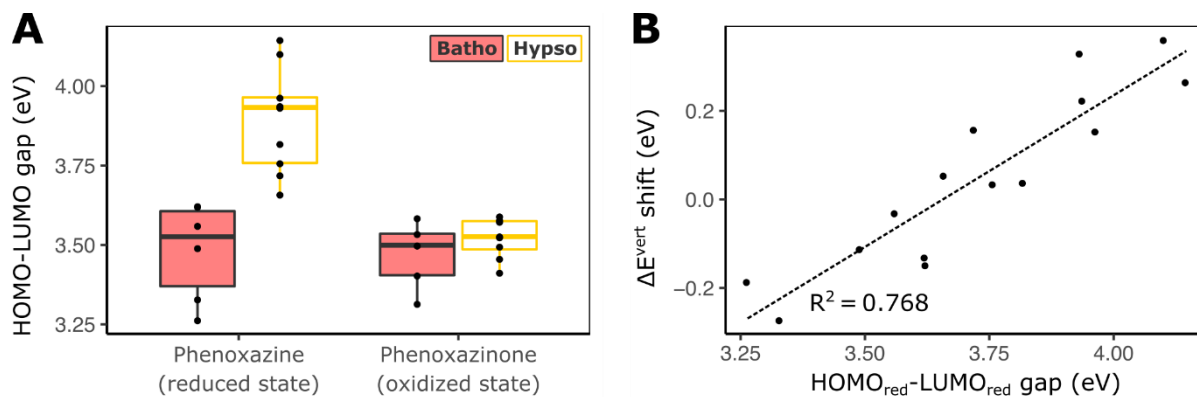 A
HOMO-LUMO gap (eV)
4.00
3.75
3.50
3.25
Batho
Hypso
Phenoxazine
(reduced state)
Phenoxazinone
(oxidized state)
B
ΔE^vert shift (eV)
0.2
0.0
−0.2
R² = 0.768
3.25
3.50
3.75
4.00
HOMO_red-LUMO_red gap (eV)